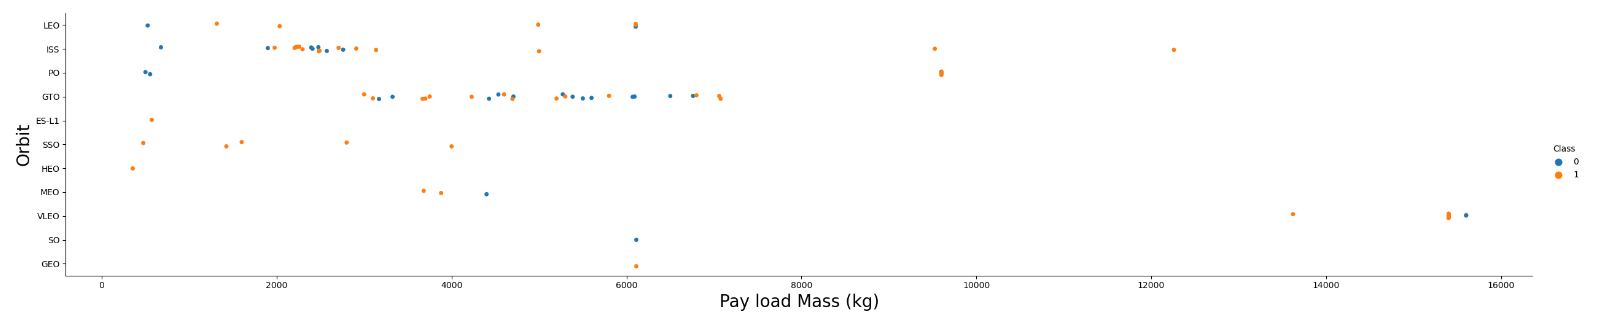 LEO
ISS
PO
GTO
ES-L1
SSO
HEO
MEO
VLEO
SO
GEO
Orbit
0 2000 4000 6000 8000 10000 12000 14000 16000
Pay load Mass (kg)
Class
0
1